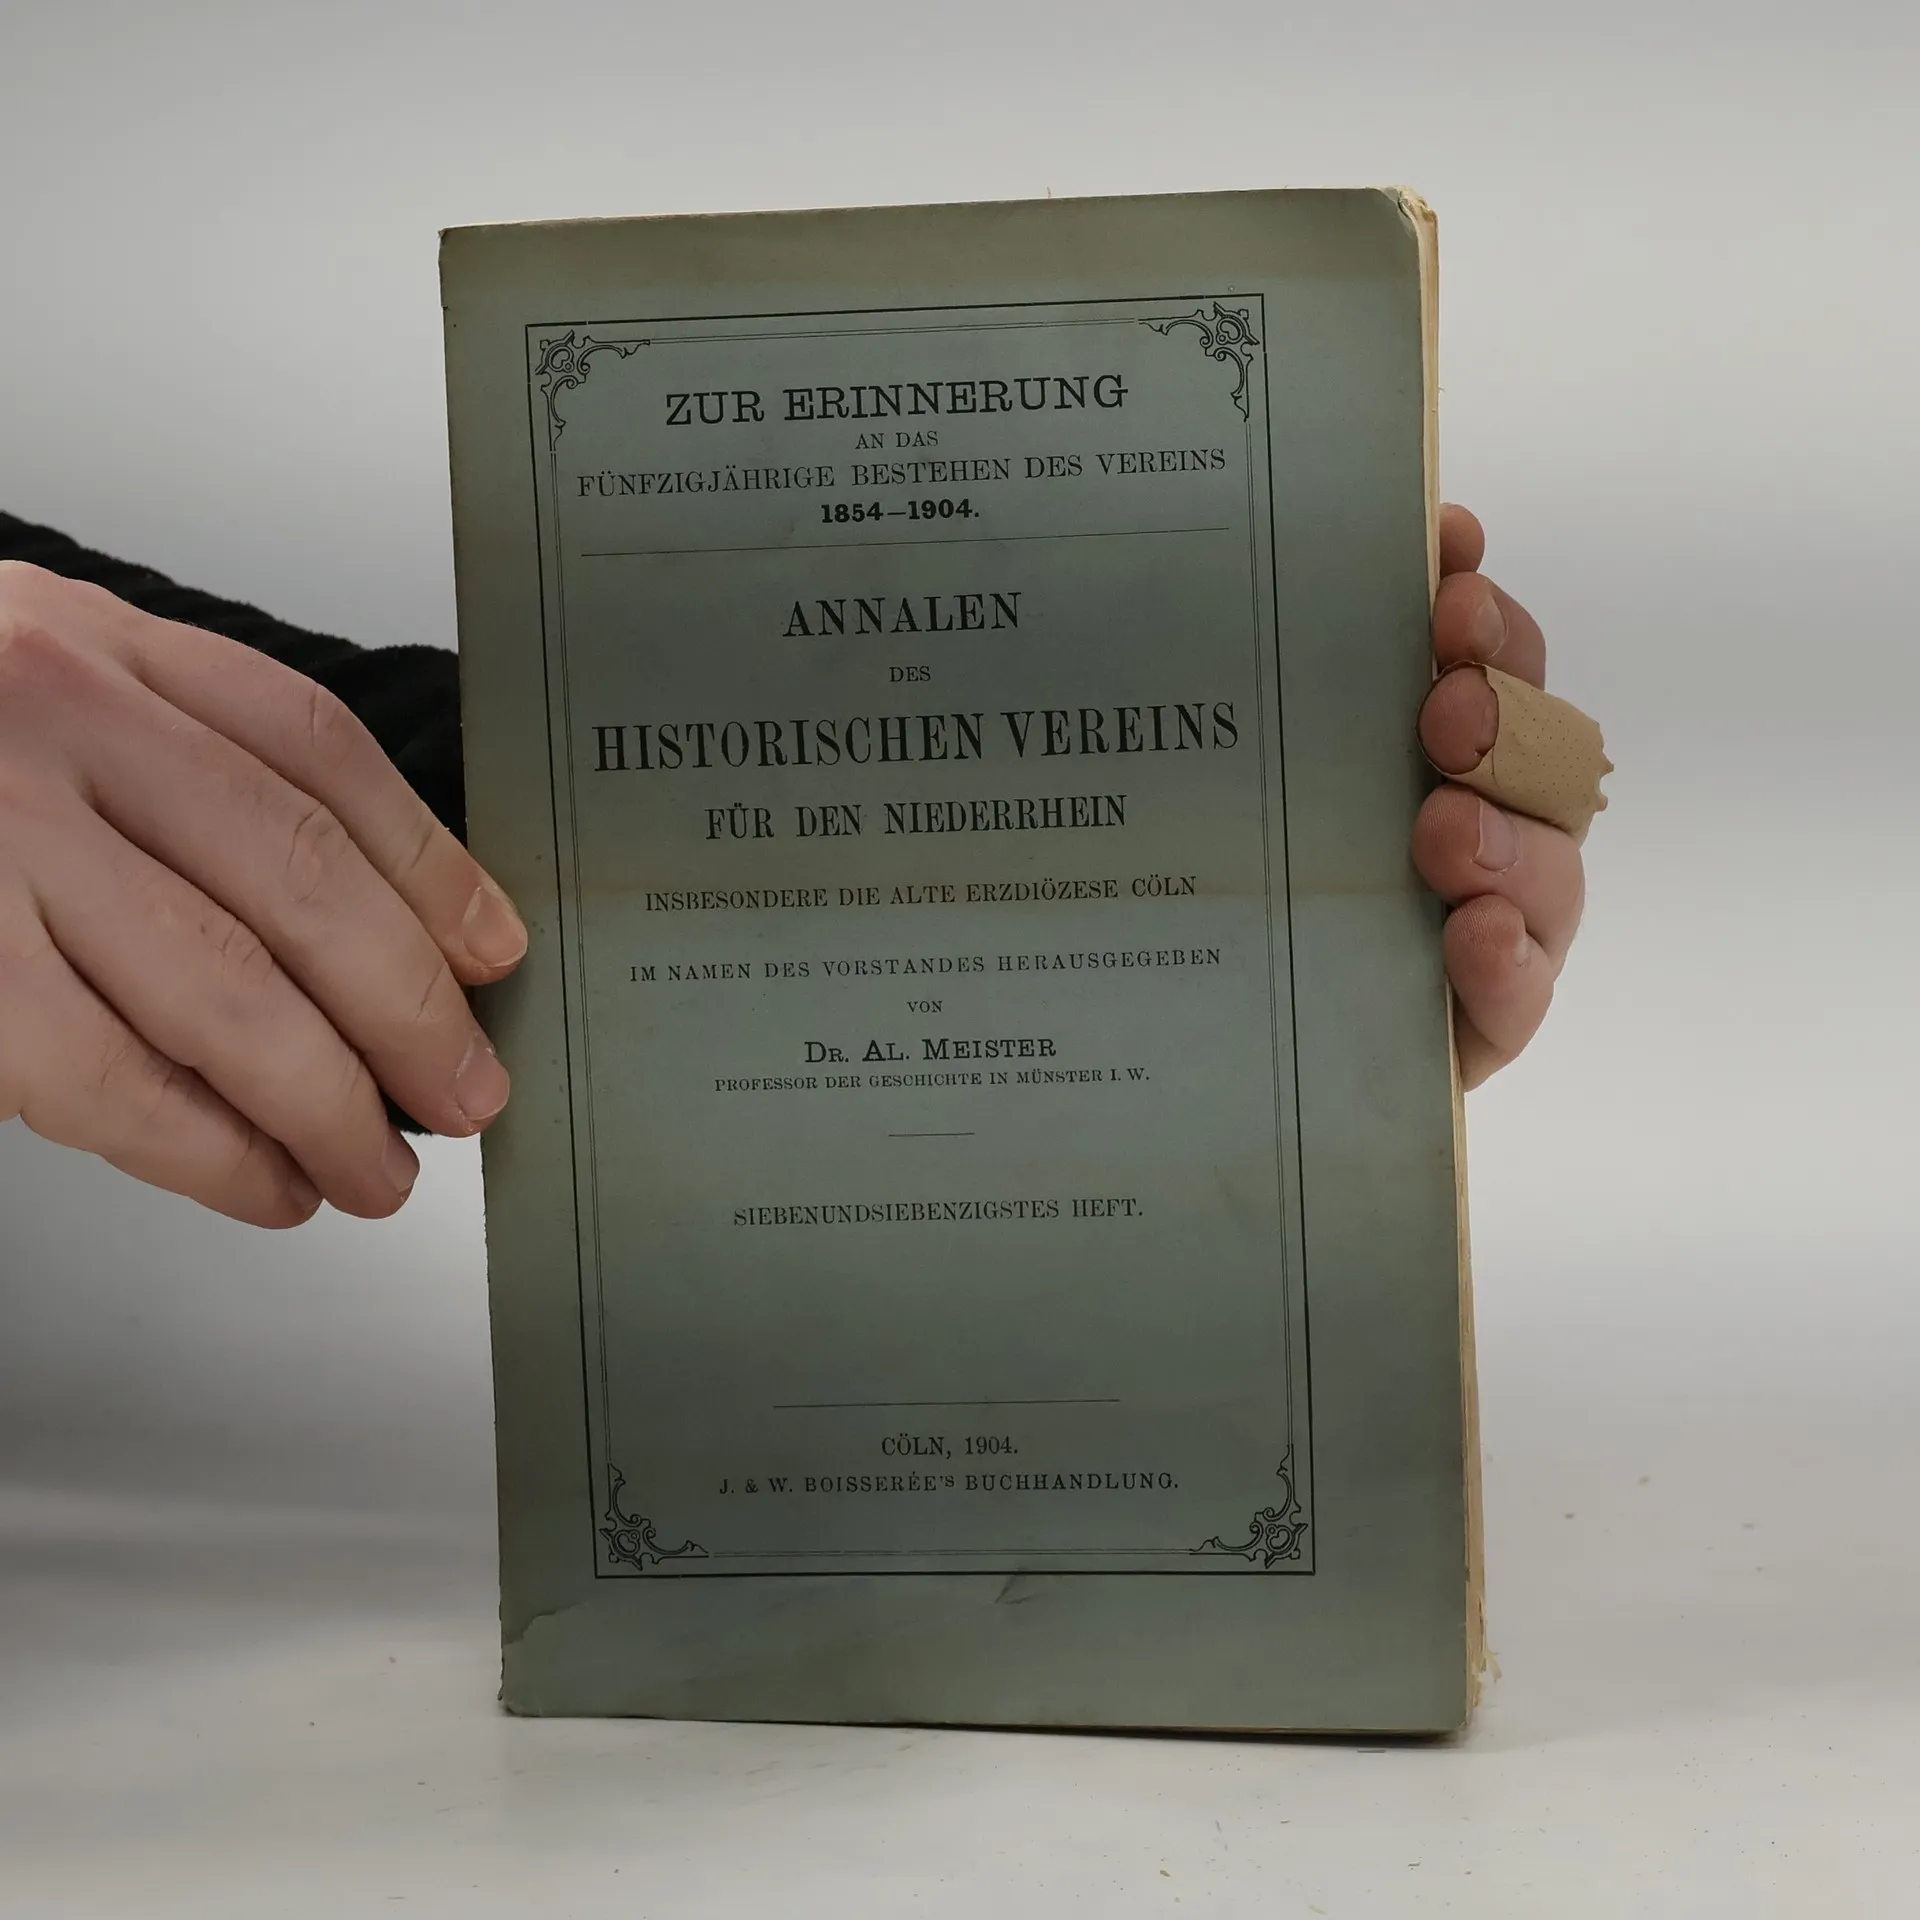 ZUR ERINNERUNG
AN DAS
FÜNFZIGJÄHRIGE BESTEHEN DES VEREINS
1854—1904.
ANNALEN
DES
HISTORISCHEN VEREINS
FÜR DEN NIEDERRHEIN
INSBESONDERE DIE ALTE ERZDIÖZESE CÖLN
IM NAMEN DES VORSTANDES HERAUSGEGEBEN
VON
DR. AL. MEISTER
PROFESSOR DER GESCHICHTE IN MÜNSTER I. W.
SIEBENUNDSIEBENZIGSTES HEFT.
CÖLN, 1904.
J. & W. BOISSERÉE'S BUCHHANDLUNG.